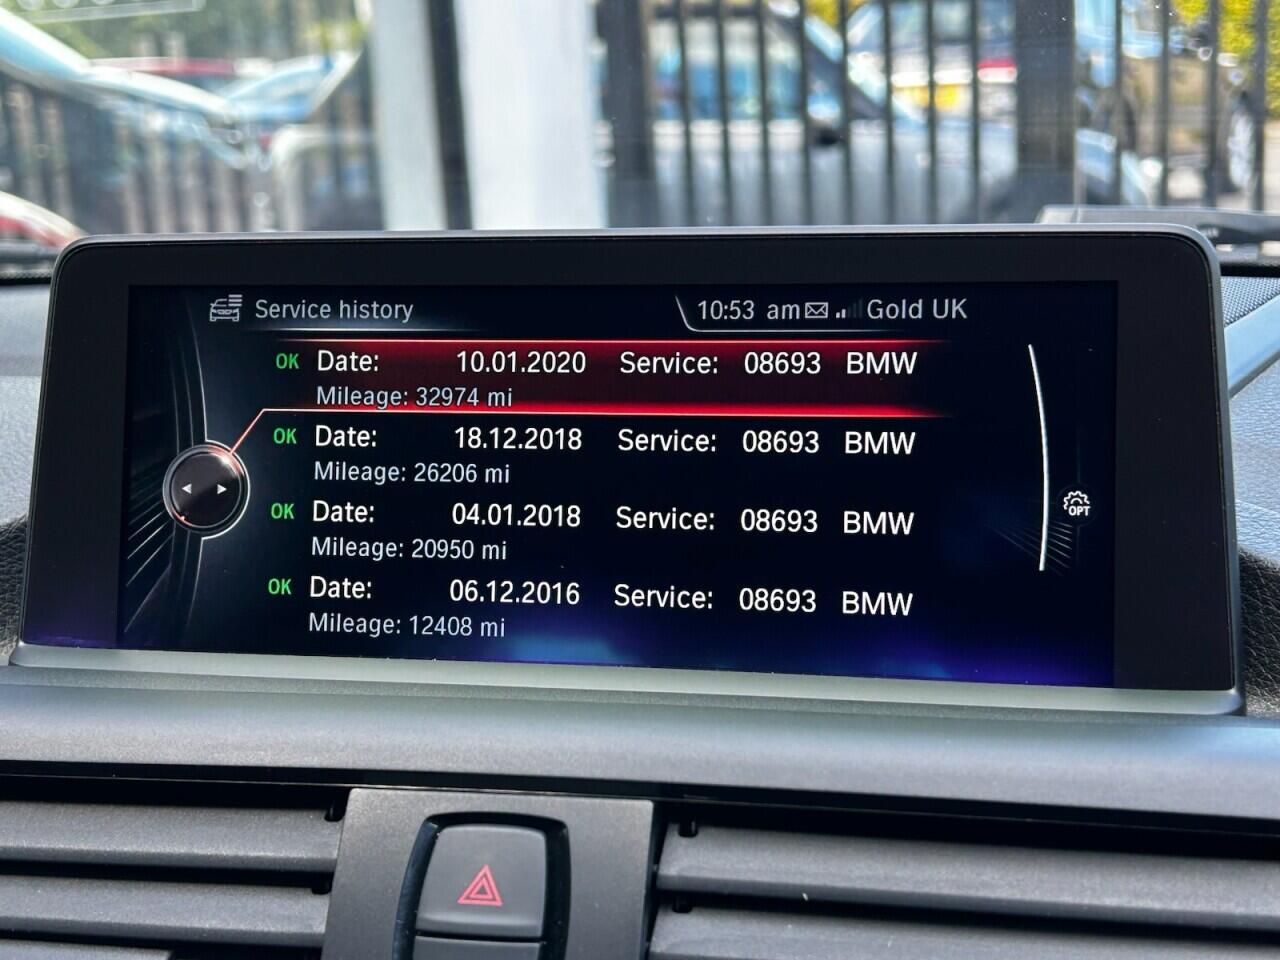 Service history
10:53 am Gold UK
OK Date: 10.01.2020 Service: 08693 BMW
Mileage: 32974 mi
OK Date: 18.12.2018 Service: 08693 BMW
Mileage: 26206 mi
OK Date: 04.01.2018 Service: 08693 BMW
Mileage: 20950 mi
OPT
OK Date: 06.12.2016 Service: 08693 BMW
Mileage: 12408 mi